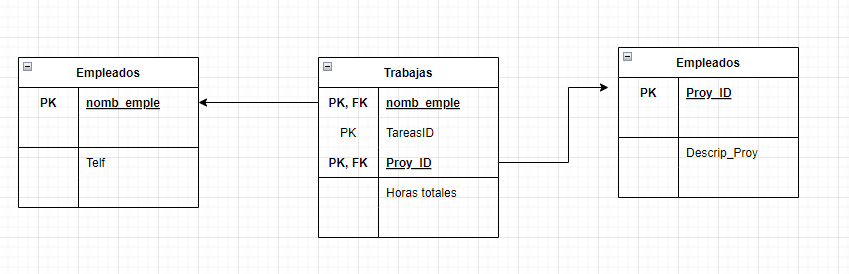 Empleados
PK nomb_emple
Telf
Trabajas
PK, FK nomb_emple
PK TareasID
PK, FK Proy_ID
Horas totales
Empleados
PK Proy_ID
Descrip_Proy